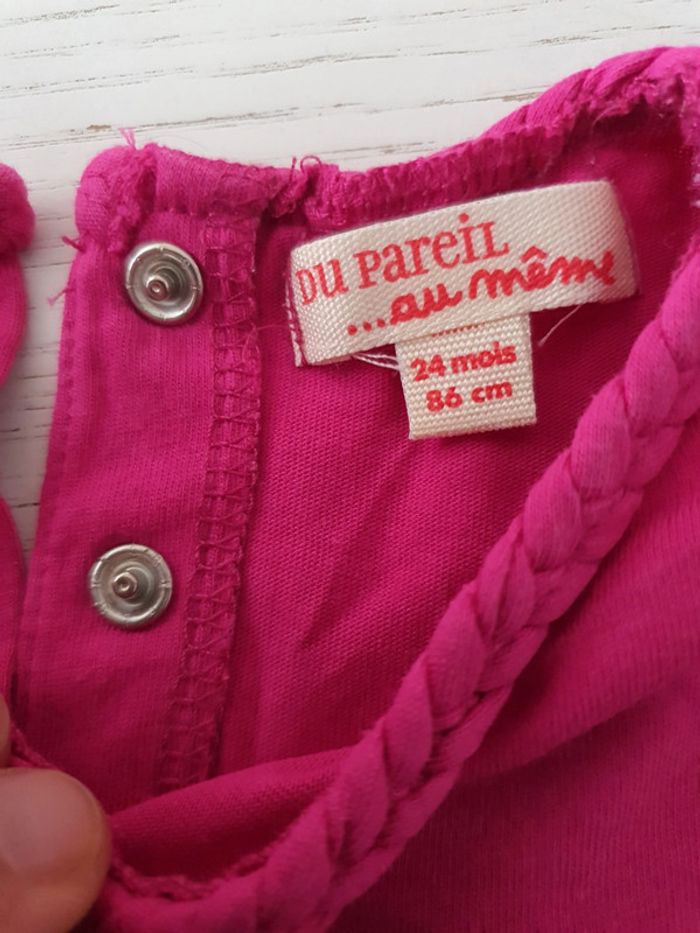 DU PAREIL
...au même
24 mois
86 cm